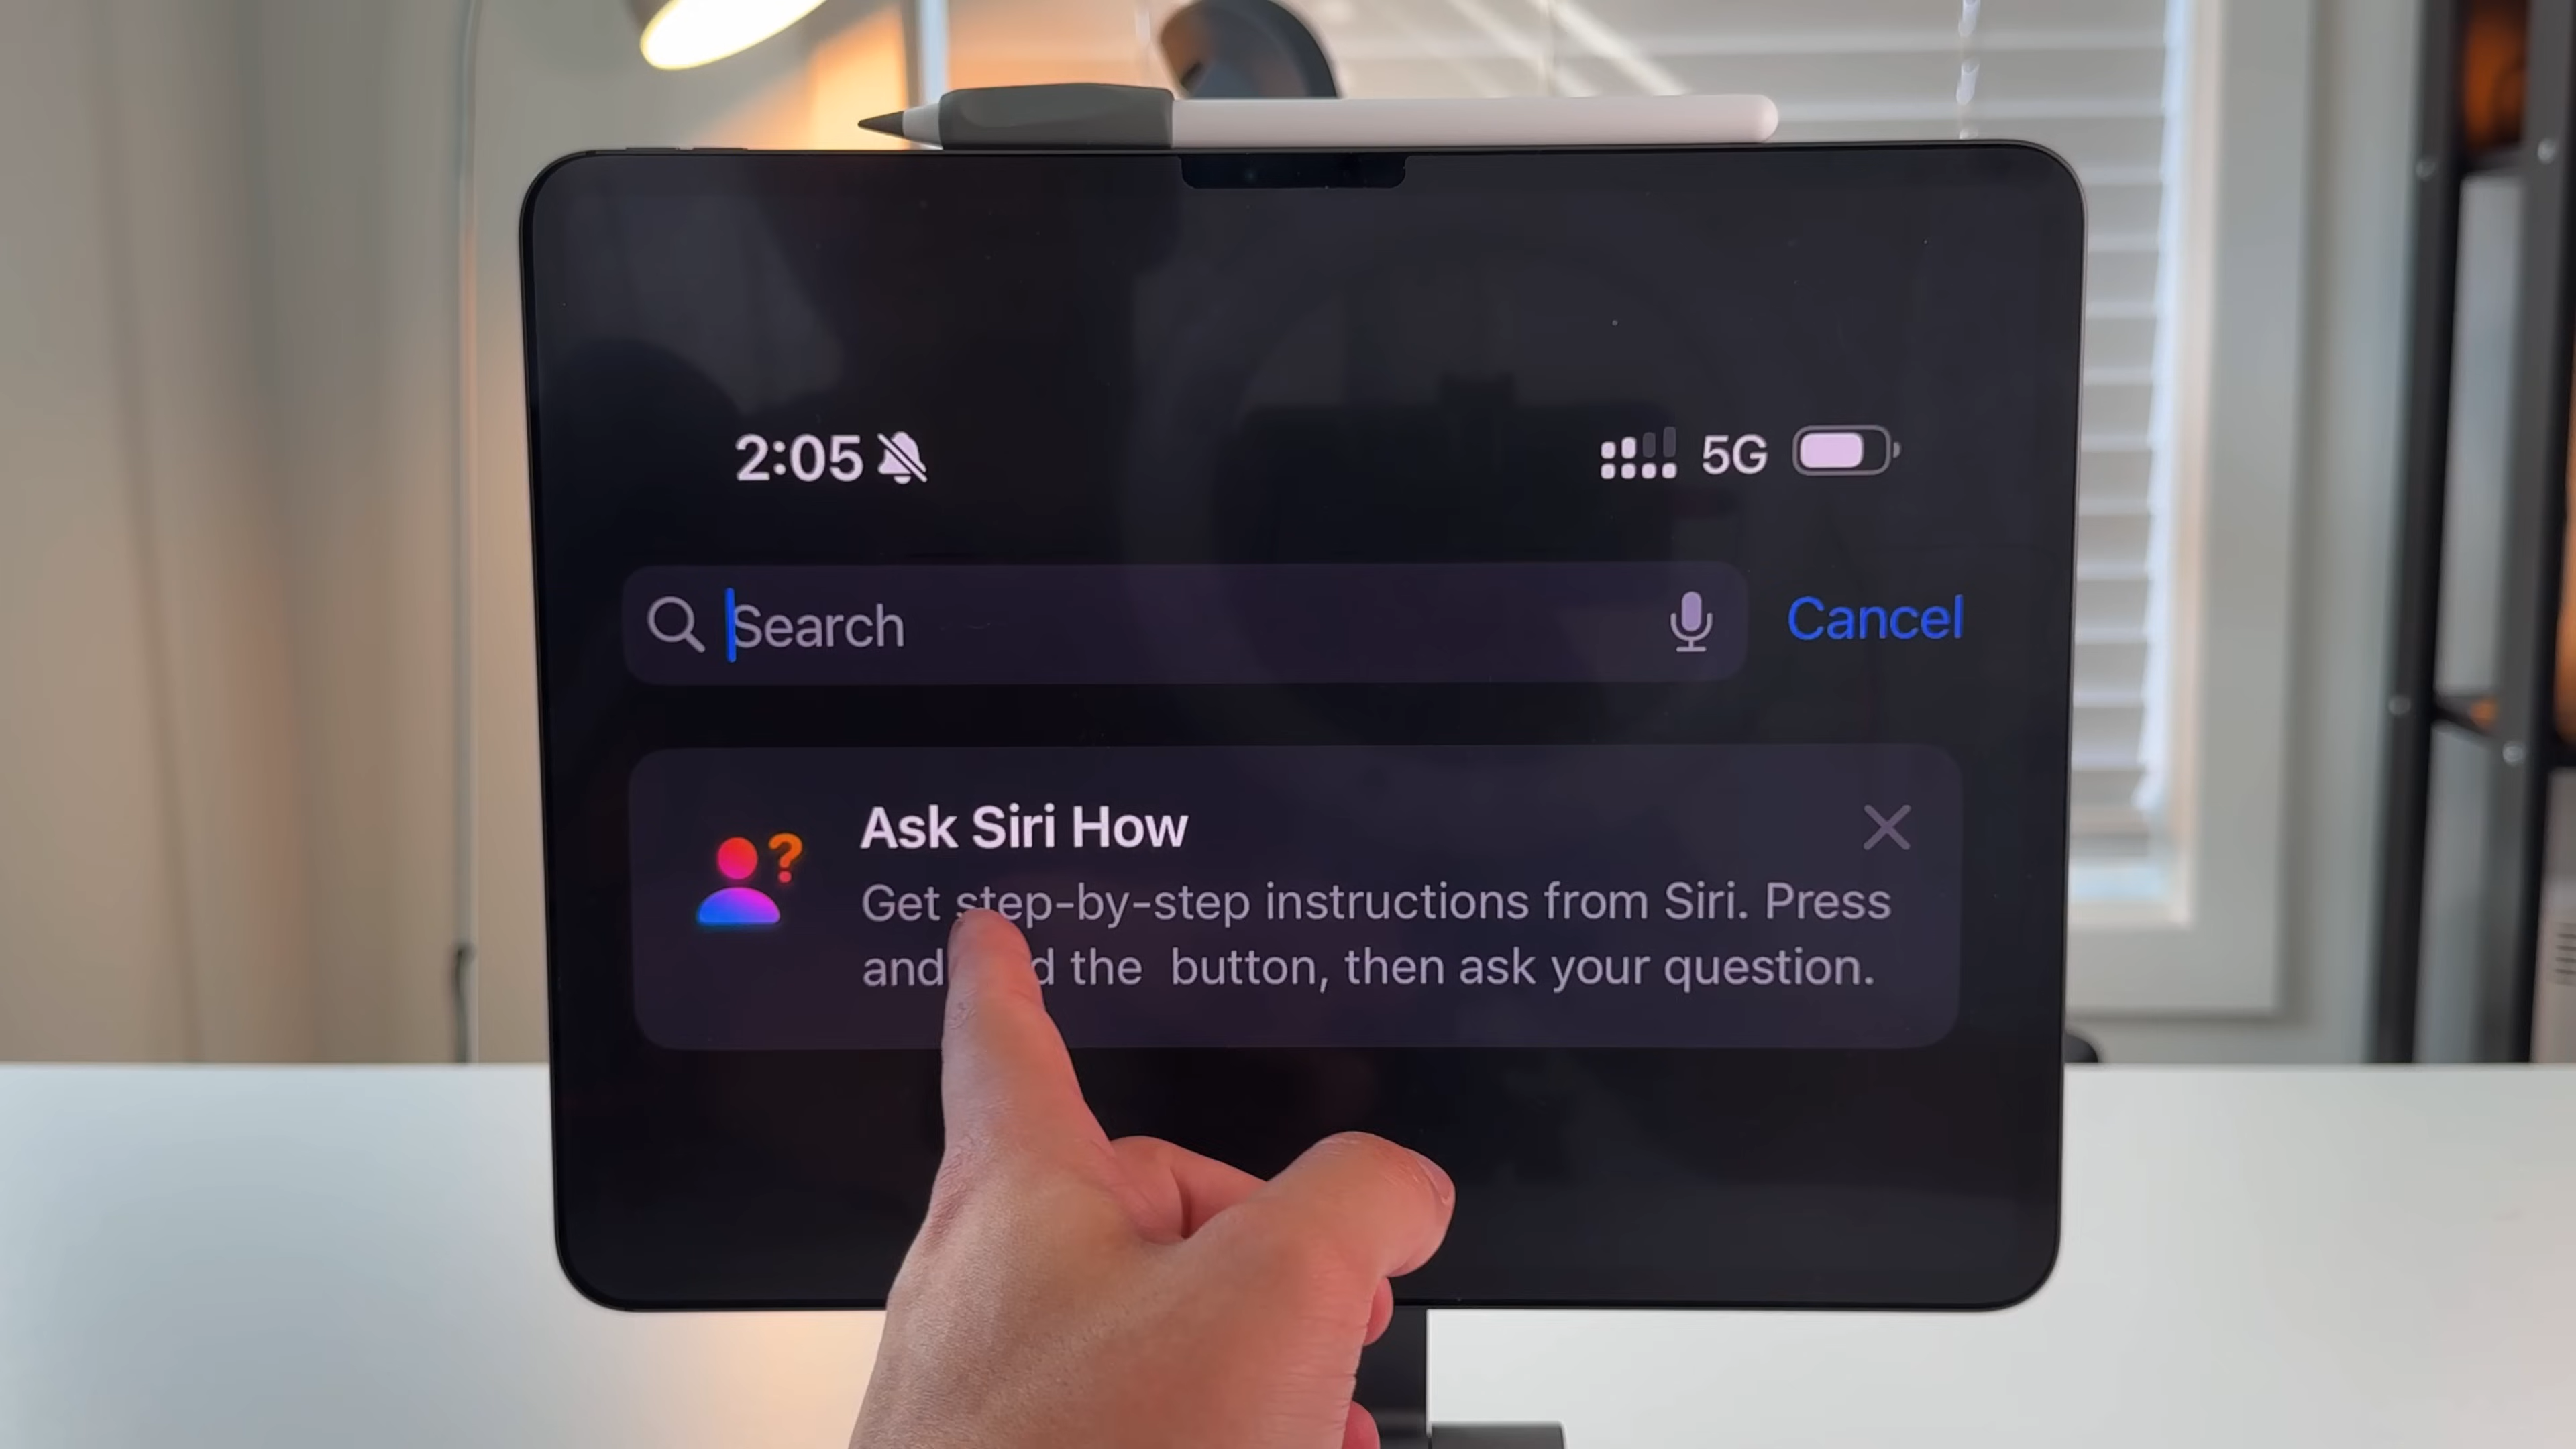 2:05
5G
Search
Cancel
Ask Siri How
Get step-by-step instructions from Siri. Press
and the button, then ask your question.